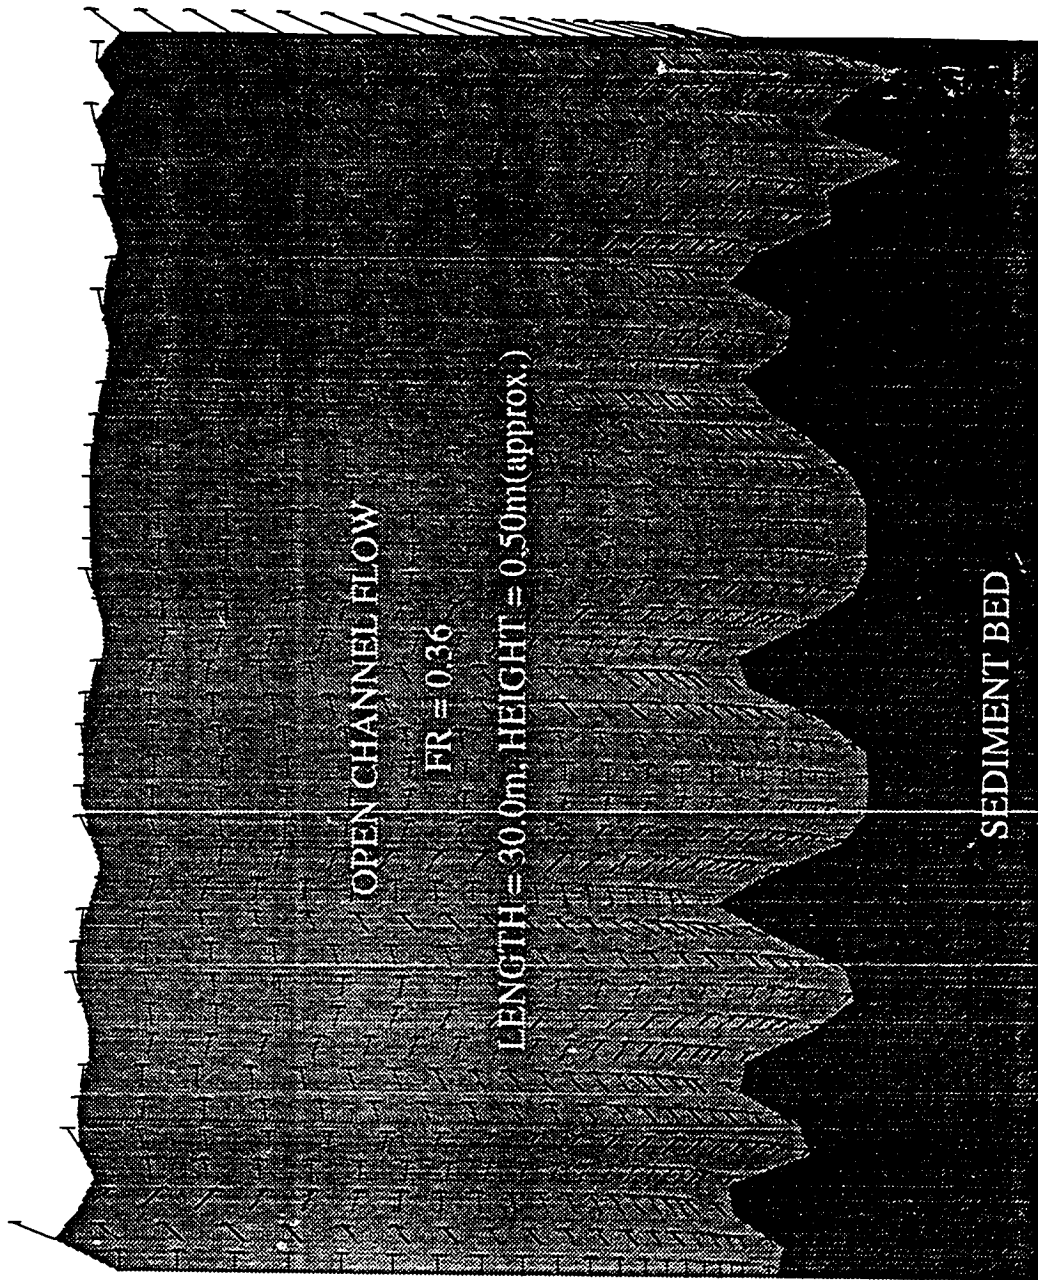 OPEN CHANNEL FLOW
FR = 0.36
LENGTH = 30.0m, HEIGHT = 0.50m(approx.)
SEDIMENT BED